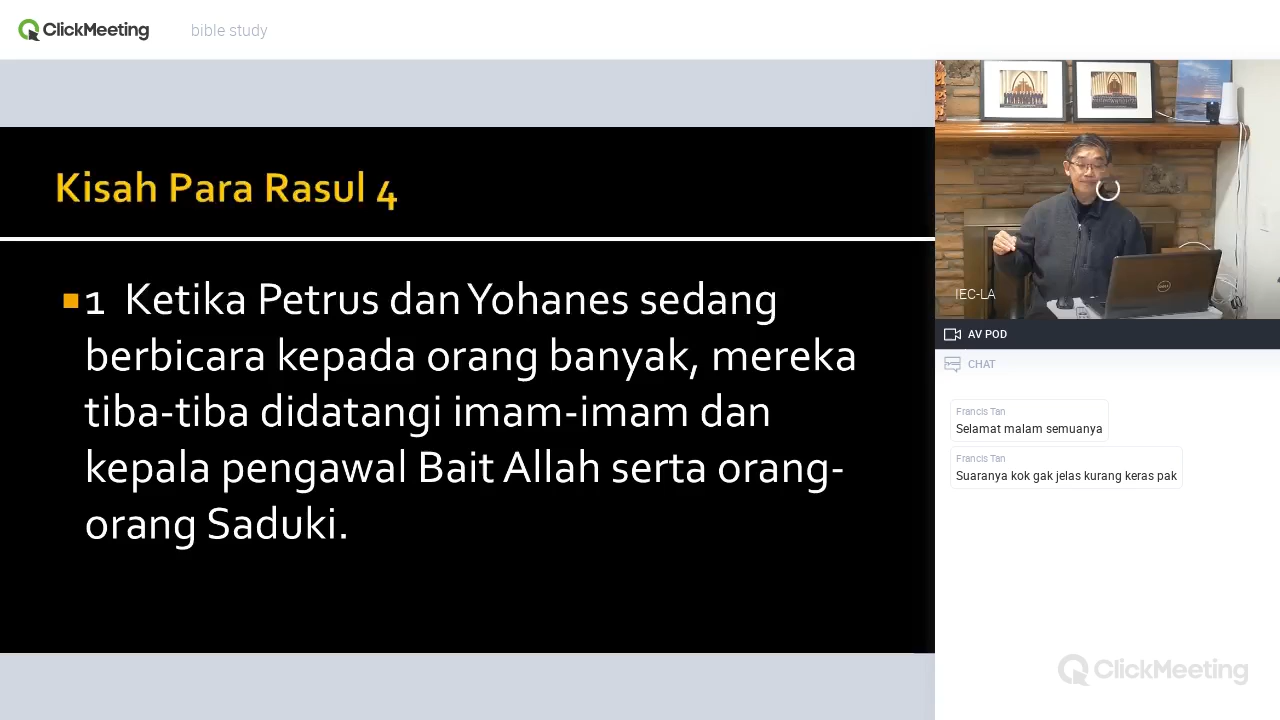 ClickMeeting
bible study
Kisah Para Rasul 4
1 Ketika Petrus dan Yohanes sedang
berbicara kepada orang banyak, mereka
tiba-tiba didatangi imam-imam dan
kepala pengawal Bait Allah serta orang-
orang Saduki.
DELL
IEC-LA
AV POD
CHAT
Francis Tan
Selamat malam semuanya
Francis Tan
Suaranya kok gak jelas kurang keras pak
ClickMeeting